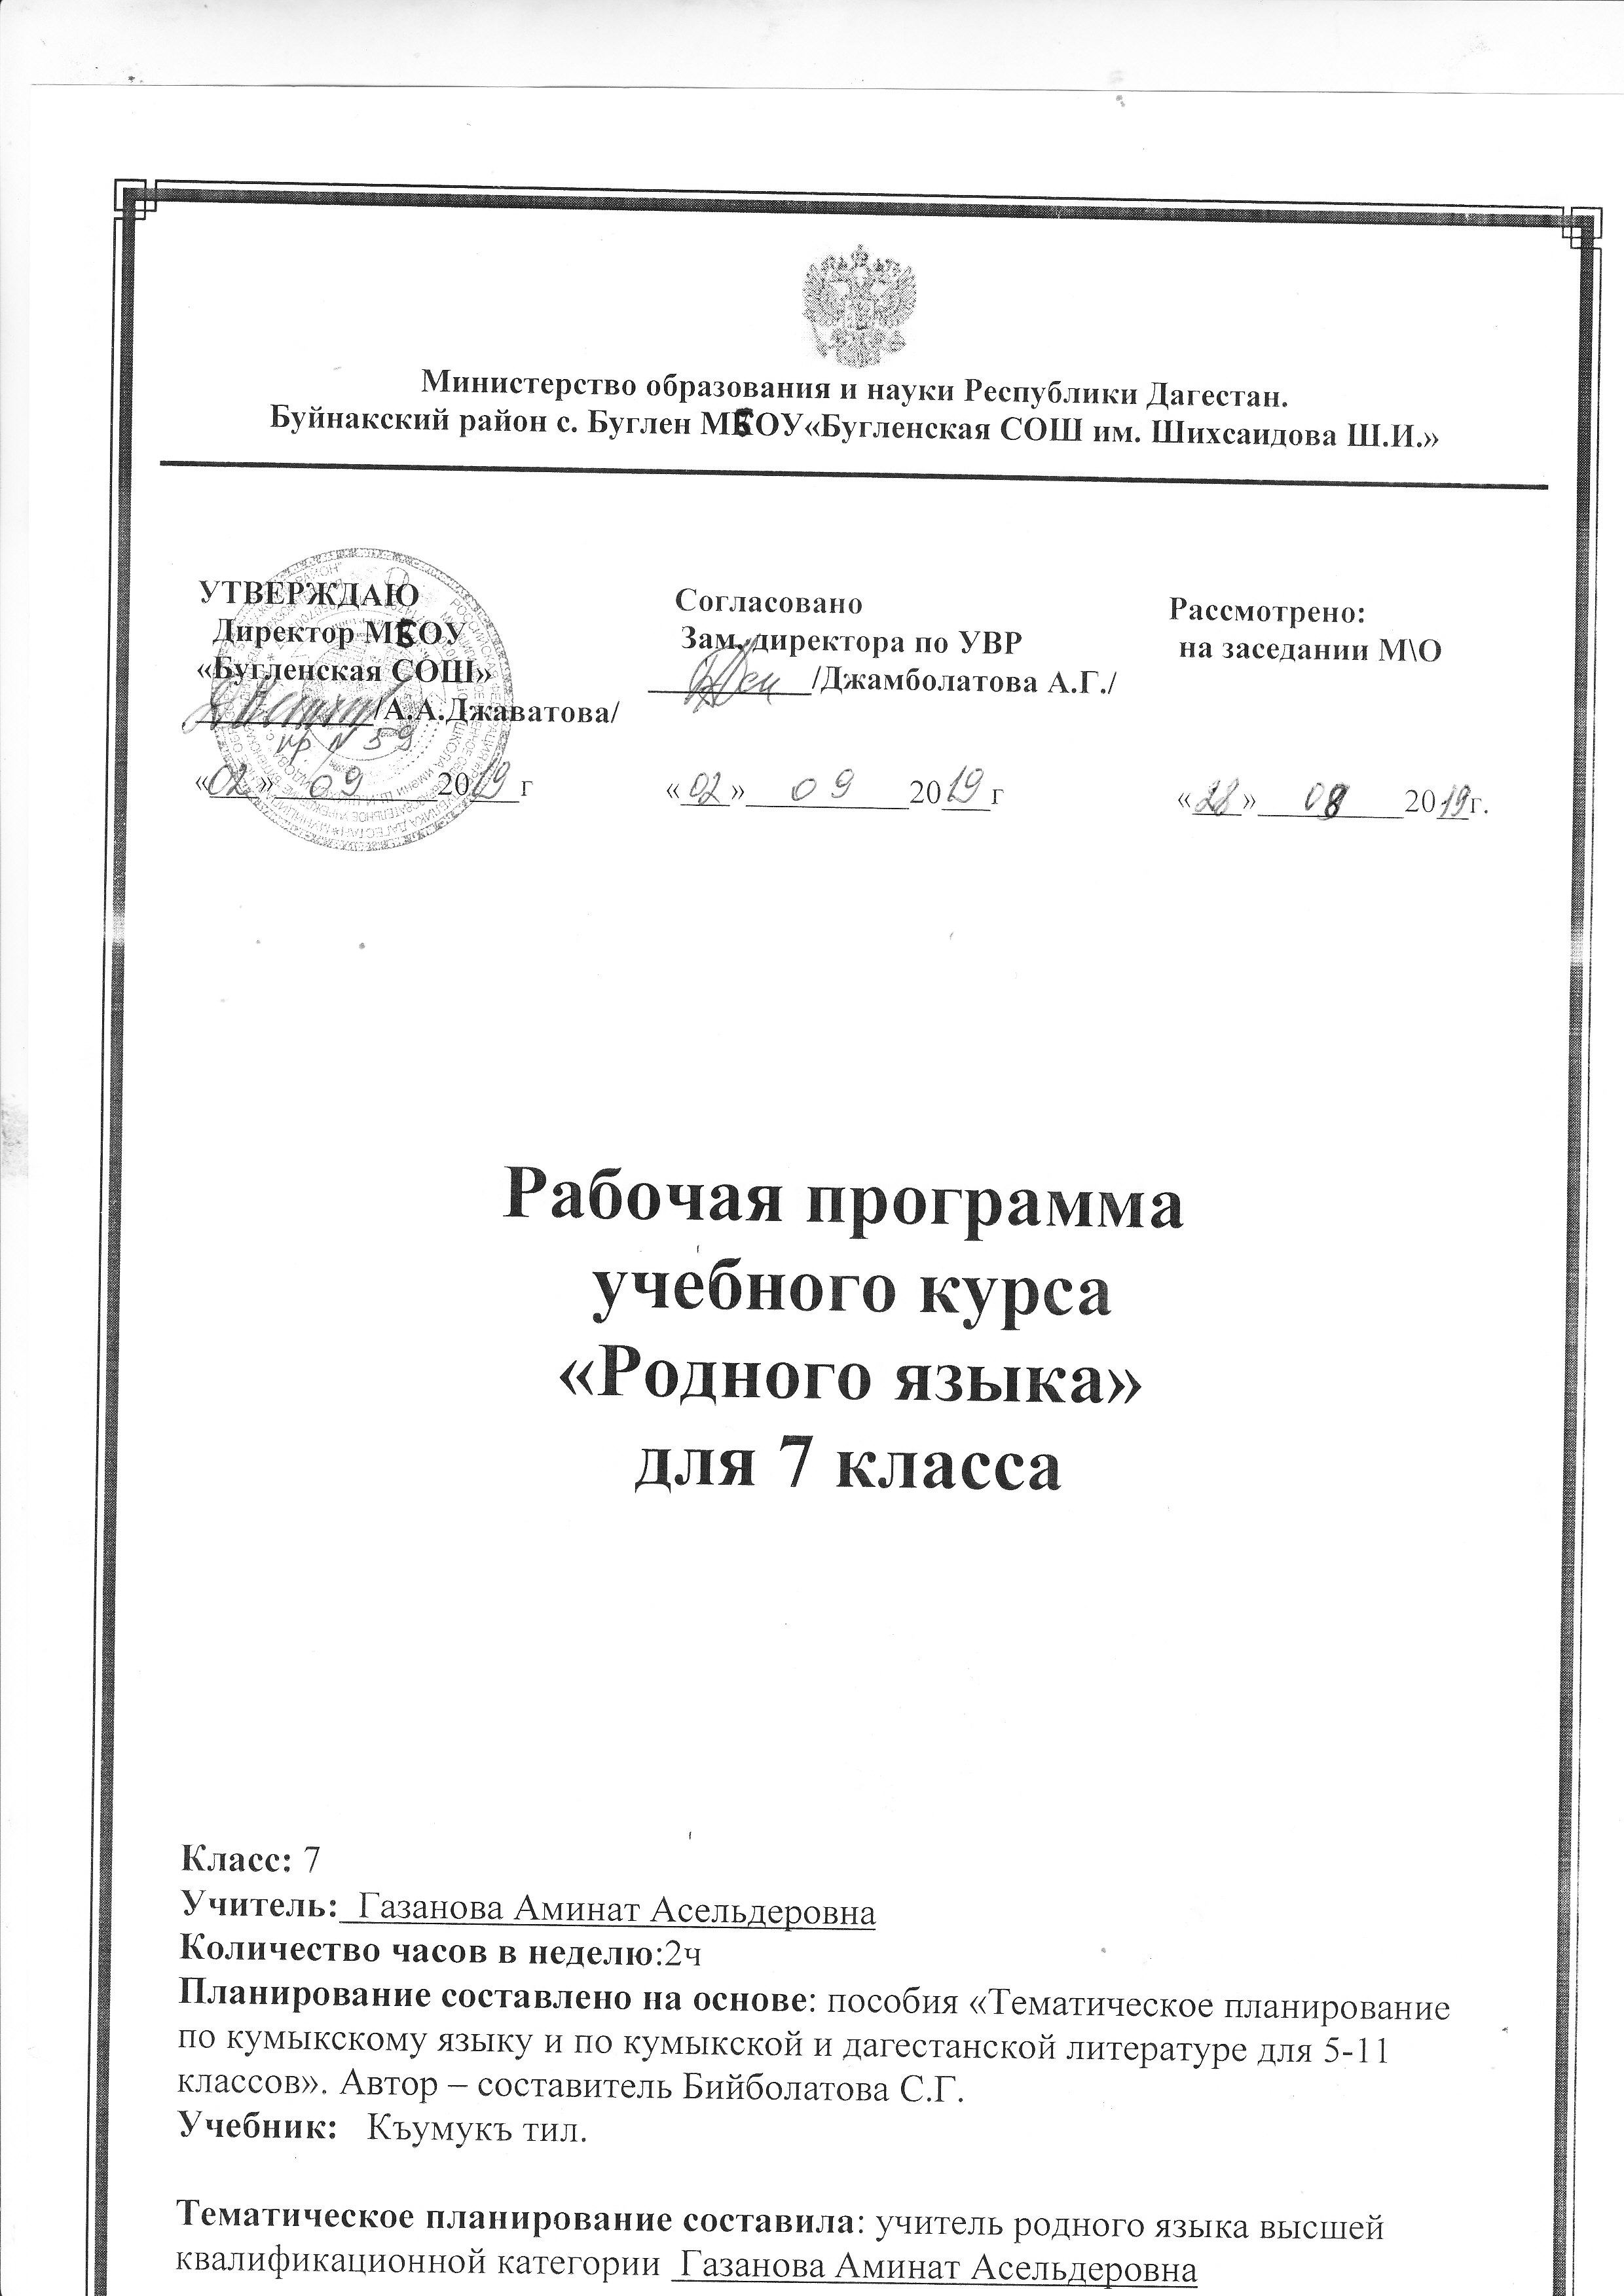 Министерство образования и науки Республики Дагестан.
Буйнакский район с. Буглен МБОУ«Бугленская СОШ им. Шихсаидова Ш.И.»
УТВЕРЖДАЮ
Директор МБОУ
«Бугленская СОШ»
/А.А.Джаватова/
пр N 59
«02» 09 2019 г
Согласовано
Зам. директора по УВР
/Джамболатова А.Г./
«02» 09 2019 г
Рассмотрено:
на заседании М\О
«28» 08 2019г.
Рабочая программа
учебного курса
«Родного языка»
для 7 класса
Класс: 7
Учитель: Газанова Аминат Асельдеровна
Количество часов в неделю:2ч
Планирование составлено на основе: пособия «Тематическое планирование
по кумыкскому языку и по кумыкской и дагестанской литературе для 5-11
классов». Автор – составитель Бийболатова С.Г.
Учебник: Къумукъ тил.
Тематическое планирование составила: учитель родного языка высшей
квалификационной категории Газанова Аминат Асельдеровна